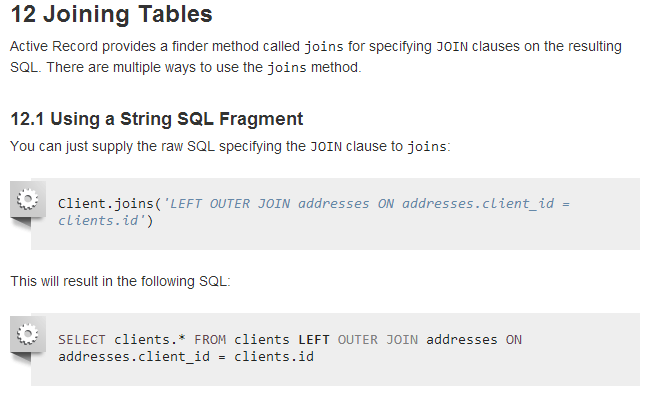 12 Joining Tables
Active Record provides a finder method called joins for specifying JOIN clauses on the resulting
SQL. There are multiple ways to use the joins method.
12.1 Using a String SQL Fragment
You can just supply the raw SQL specifying the JOIN clause to joins:
Client.joins('LEFT OUTER JOIN addresses ON addresses.client_id =
clients.id')
This will result in the following SQL:
SELECT clients.* FROM clients LEFT OUTER JOIN addresses ON
addresses.client_id = clients.id